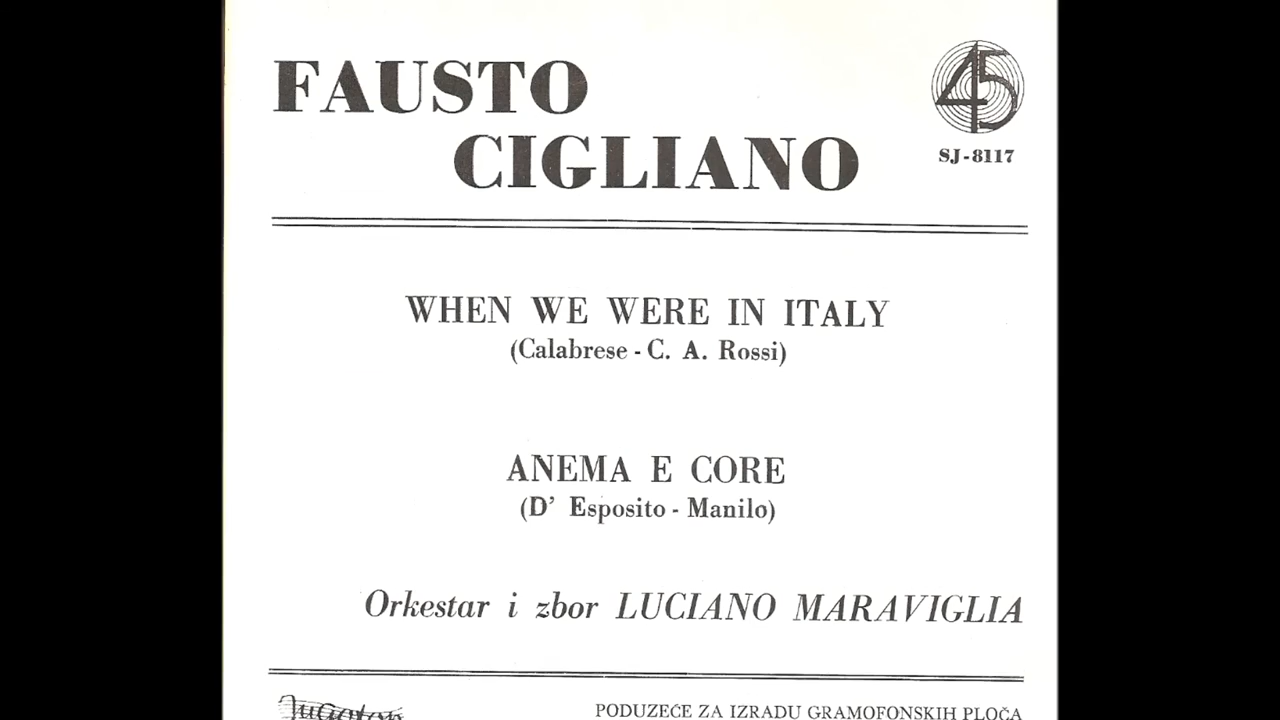 FAUSTO
CIGLIANO
45
SJ-8117
WHEN WE WERE IN ITALY
(Calabrese - C. A. Rossi)
ANEMA E CORE
(D' Esposito - Manilo)
Orkestar i zbor LUCIANO MARAVIGLIA
Jugoton
PODUZEĆE ZA IZRADU GRAMOFONSKIH PLOČA